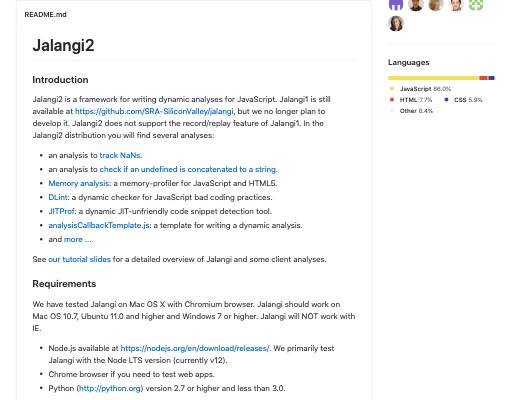 README.md
Jalangi2
Introduction
Jalangi2 is a framework for writing dynamic analyses for JavaScript. Jalangi1 is still
available at https://github.com/SRA-SiliconValley/jalangi, but we no longer plan to
develop it. Jalangi2 does not support the record/replay feature of Jalangi1. In the
Jalangi2 distribution you will find several analyses:
• an analysis to track NaNs.
• an analysis to check if an undefined is concatenated to a string.
• Memory analysis: a memory-profiler for JavaScript and HTML5.
• DLint: a dynamic checker for JavaScript bad coding practices.
• JITProf: a dynamic JIT-unfriendly code snippet detection tool.
• analysisCallbackTemplate.js: a template for writing a dynamic analysis.
• and more ...
See our tutorial slides for a detailed overview of Jalangi and some client analyses.
Requirements
We have tested Jalangi on Mac OS X with Chromium browser. Jalangi should work on
Mac OS 10.7, Ubuntu 11.0 and higher and Windows 7 or higher. Jalangi will NOT work with
IE.
• Node.js available at https://nodejs.org/en/download/releases/. We primarily test
Jalangi with the Node LTS version (currently v12).
• Chrome browser if you need to test web apps.
• Python (http://python.org) version 2.7 or higher and less than 3.0.
Languages
JavaScript 86.0%
HTML 7.7% CSS 5.9%
Other 0.4%